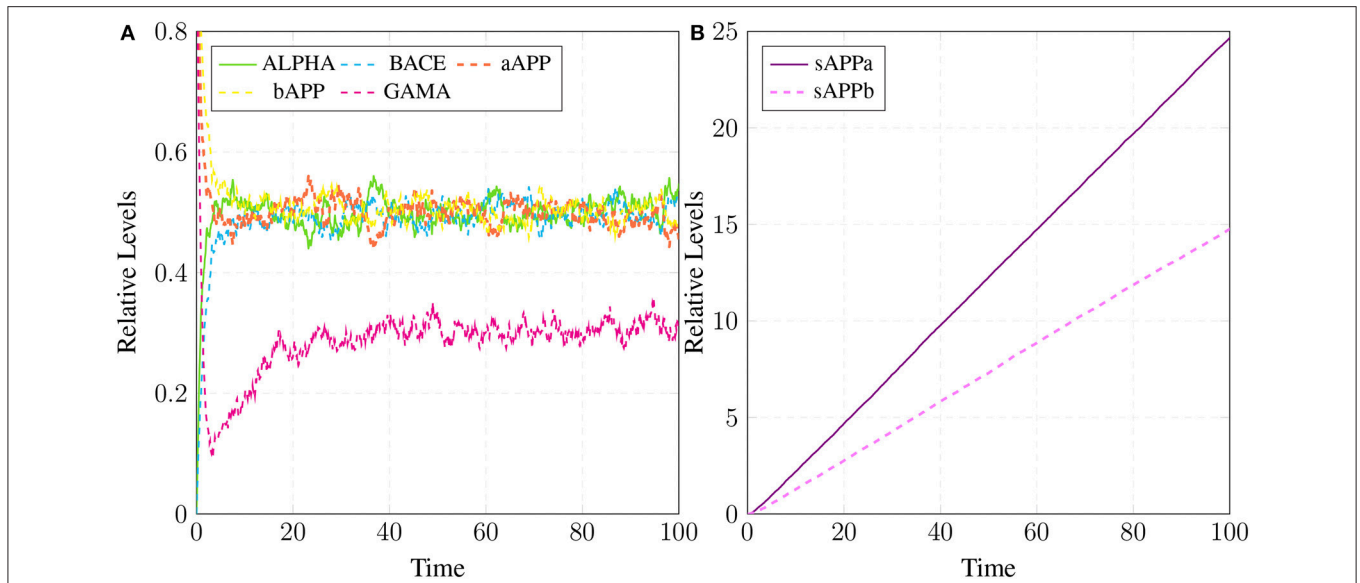 A
0.8
0.6
0.4
0.2
0
Relative Levels
ALPHA BACE aAPP
bAPP GAMA
0 20 40 60 80 100
Time
B
25
20
15
10
5
0
Relative Levels
sAPPa
sAPPb
0 20 40 60 80 100
Time